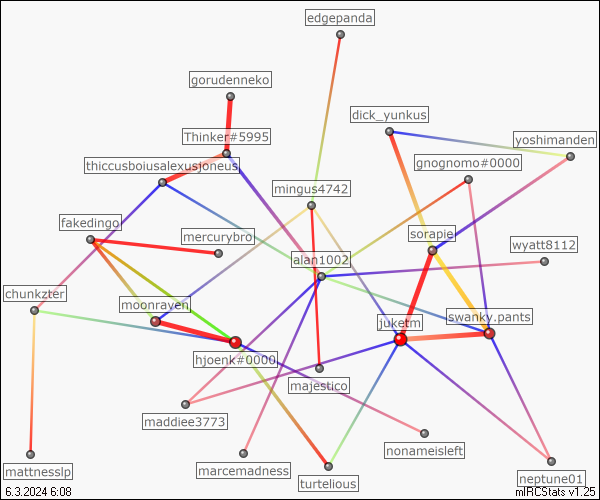 edgepanda
gorudenneko
dick_yunkus
Thinker#5995
yoshimanden
thiccusboiusalexusjoneus
gnognomo#0000
mingus4742
fakedingo
mercurybro
sorapie
wyatt8112
alan1002
chunkzter
moonraven
juketm
swanky.pants
hjoenk#0000
majestico
maddiee3773
nonameisleft
mattnesslp
marcemadness
turtelious
neptune01
6.3.2024 6:08
mIRCStats v1.25